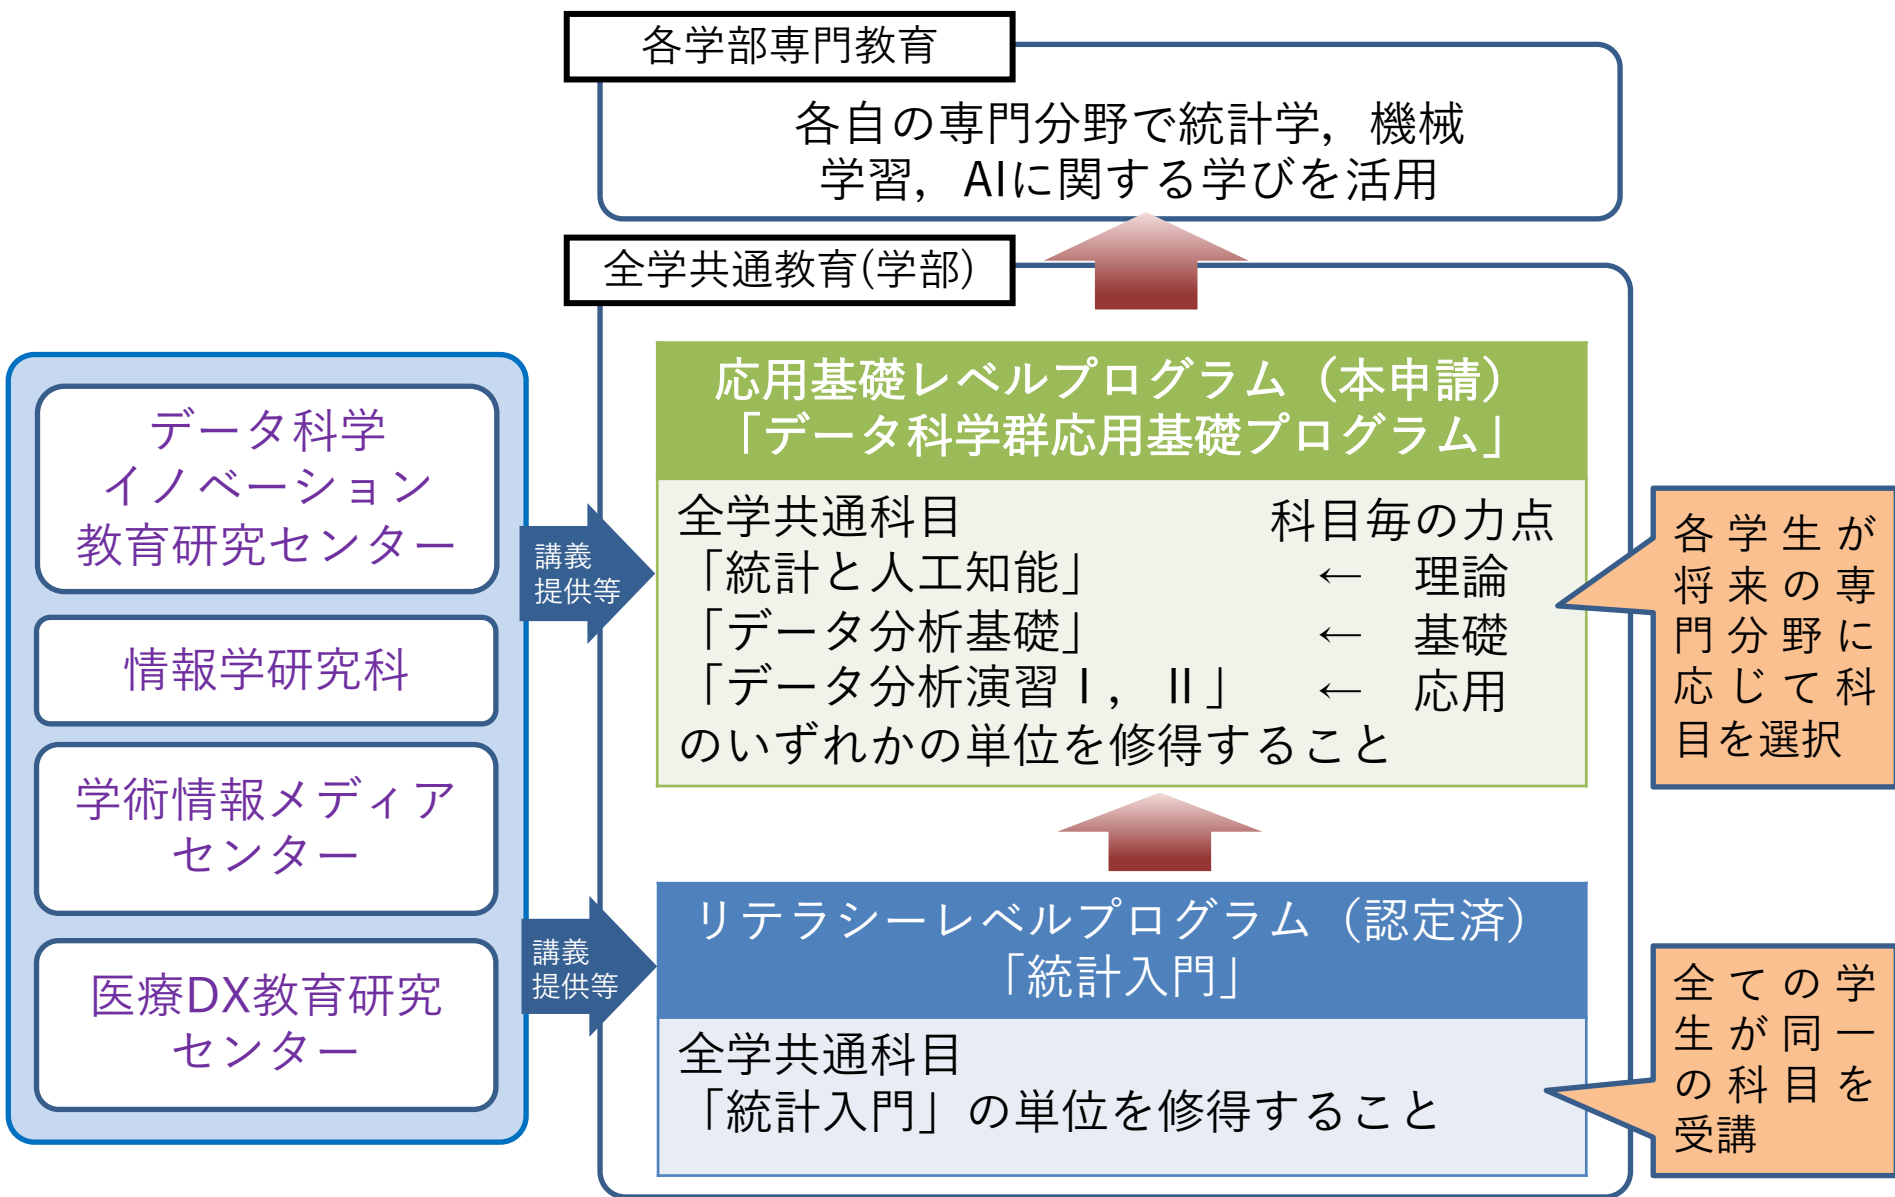 各学部専門教育
各自の専門分野で統計学，機械
学習，AIに関する学びを活用
全学共通教育(学部)
応用基礎レベルプログラム（本申請）
「データ科学群応用基礎プログラム」
全学共通科目 科目毎の力点
「統計と人工知能」 ← 理論
「データ分析基礎」 ← 基礎
「データ分析演習Ⅰ，Ⅱ」 ← 応用
のいずれかの単位を修得すること
各学生が
将来の専
門分野に
応じて科
目を選択
データ科学
イノベーション
教育研究センター
情報学研究科
学術情報メディア
センター
医療DX教育研究
センター
講義
提供等
講義
提供等
リテラシーレベルプログラム（認定済）
「統計入門」
全学共通科目
「統計入門」の単位を修得すること
全ての学
生が同一
の科目を
受講